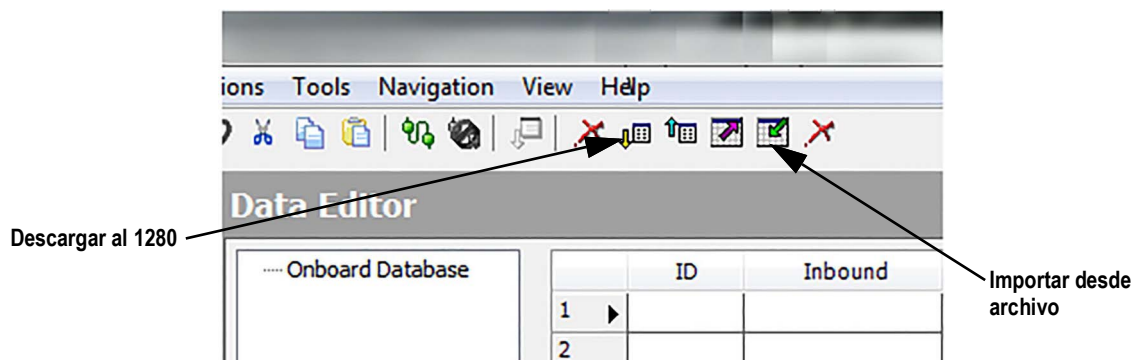 ions Tools Navigation View Help
Data Editor
Descargar al 1280
Onboard Database
ID Inbound
1
2
Importar desde
archivo